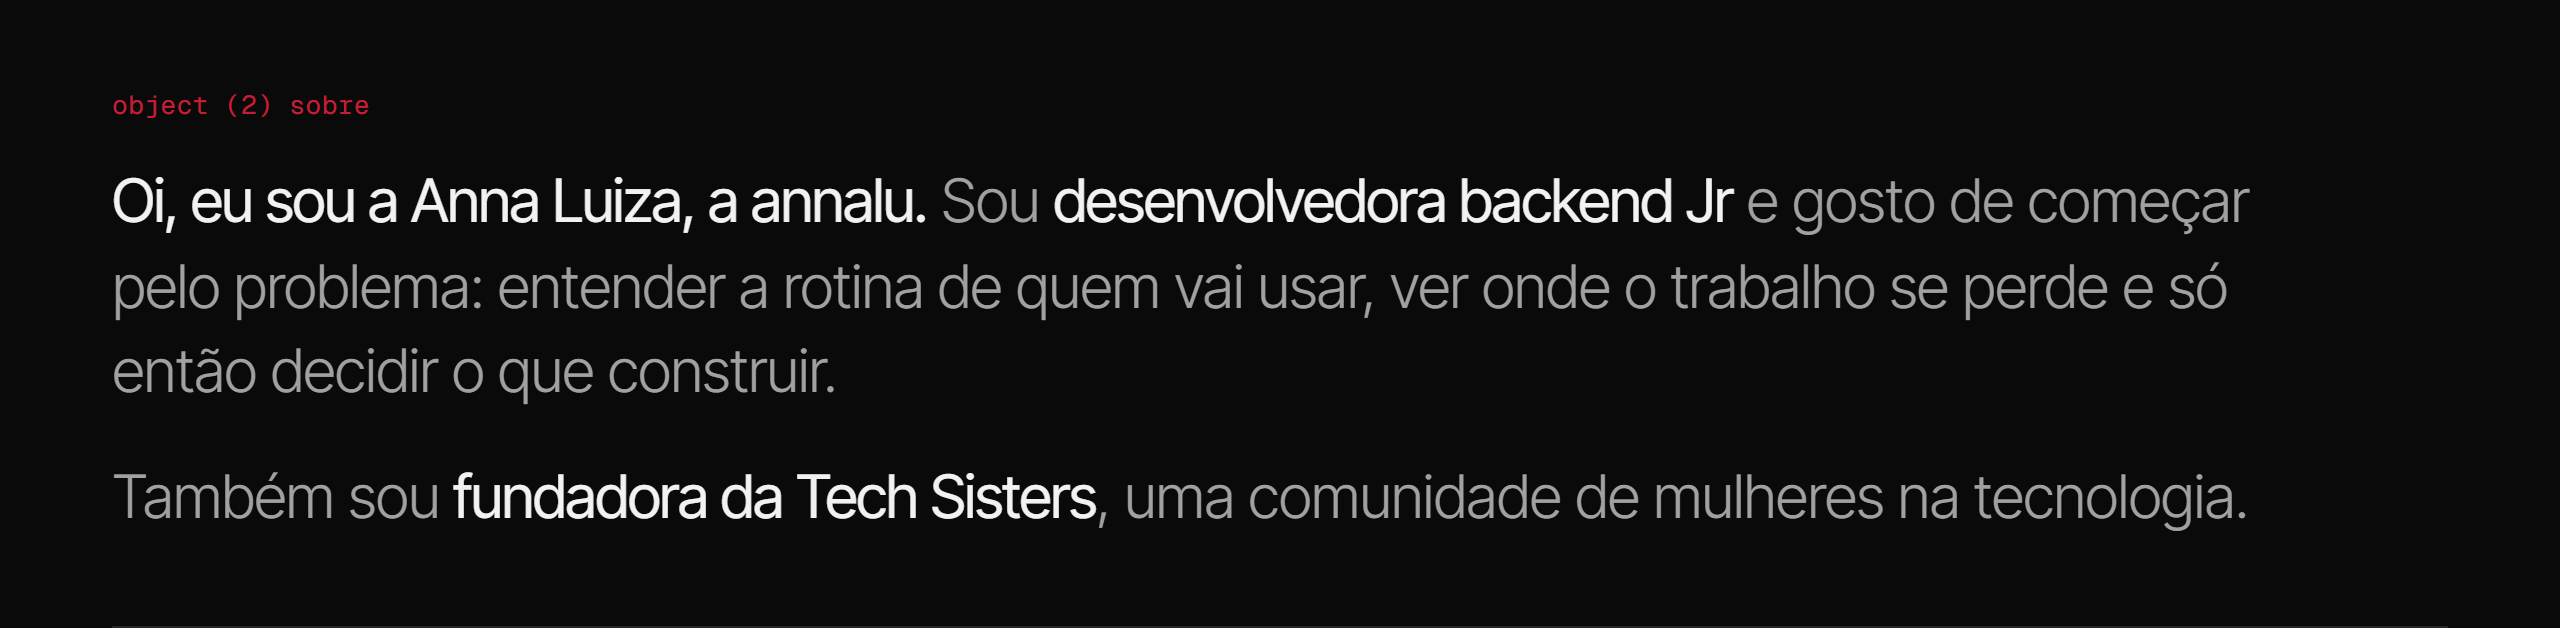 object (2) sobre
Oi, eu sou a Anna Luiza, a annalu. Sou desenvolvedora backend Jr e gosto de começar
pelo problema: entender a rotina de quem vai usar, ver onde o trabalho se perde e só
então decidir o que construir.
Também sou fundadora da Tech Sisters, uma comunidade de mulheres na tecnologia.